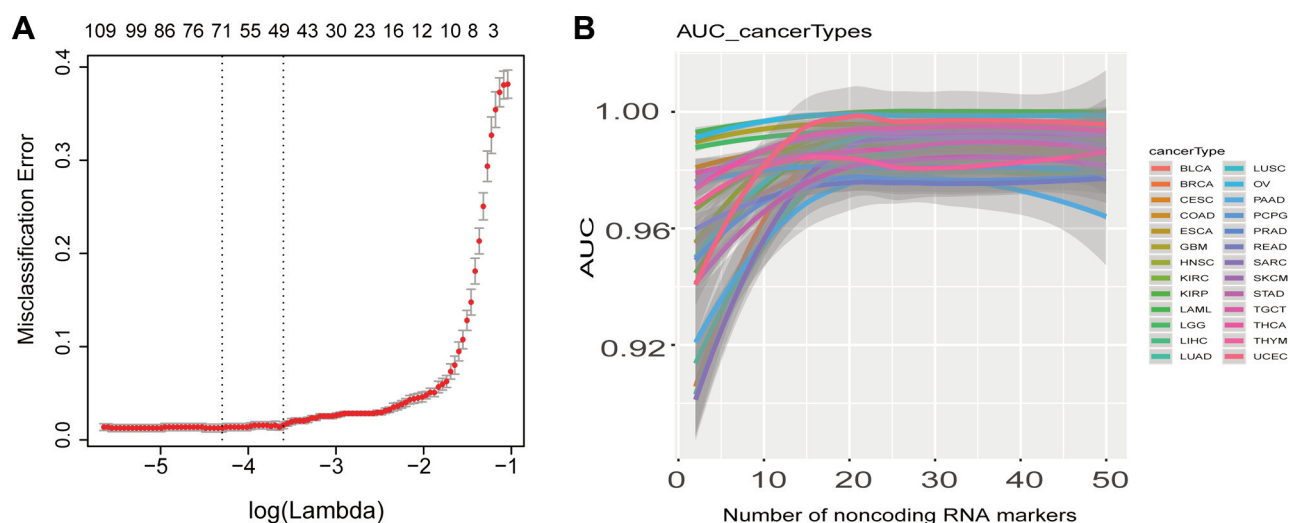 A
109 99 86 76 71 55 49 43 30 23 16 12 10 8 3
Misclassification Error
0.4
0.3
0.2
0.1
0.0
−5 −4 −3 −2 −1
log(Lambda)
B
AUC_cancerTypes
AUC
1.00
0.96
0.92
0 10 20 30 40 50
Number of noncoding RNA markers
cancerType
BLCA LUSC
BRCA OV
CESC PAAD
COAD PCPG
ESCA PRAD
GBM READ
HNSC SARC
KIRC SKCM
KIRP STAD
LAML TGCT
LGG THCA
LIHC THYM
LUAD UCEC